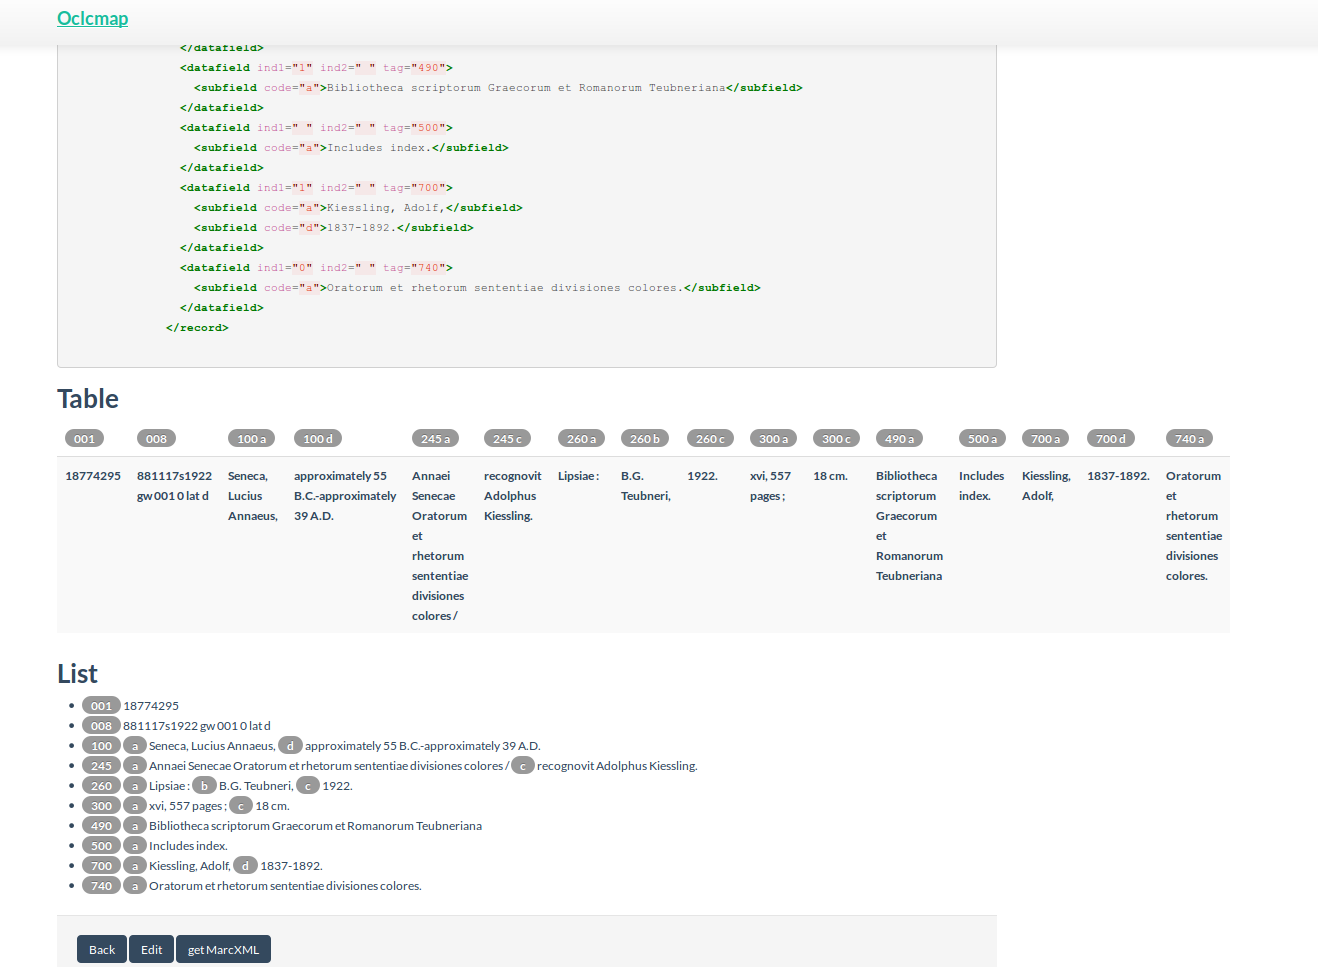 Oclcmap
</datafield>
<datafield ind1="1" ind2=" " tag="490">
<subfield code="a">Bibliotheca scriptorum Graecorum et Romanorum Teubneriana</subfield>
</datafield>
<datafield ind1=" " ind2=" " tag="500">
<subfield code="a">Includes index.</subfield>
</datafield>
<datafield ind1="1" ind2=" " tag="700">
<subfield code="a">Kiessling, Adolf,</subfield>
<subfield code="d">1837-1892.</subfield>
</datafield>
<datafield ind1="0" ind2=" " tag="740">
<subfield code="a">Oratorum et rhetorum sententiae divisiones colores.</subfield>
</datafield>
</record>
Table
001 008 100 a 100 d 245 a 245 c 260 a 260 b 260 c 300 a 300 c 490 a 500 a 700 a 700 d 740 a
18774295 881117s1922 Seneca, approximately 55 Annaei recognovit Lipsiae : B.G. 1922. xvi, 557 18 cm. Bibliotheca Includes Kiessling, 1837-1892. Oratorum
gw 001 0 lat d Lucius B.C.-approximately Senecae Adolphus Teubneri, pages ; scriptorum index. Adolf, et
Annaeus, 39 A.D. Oratorum Kiessling. Graecorum rhetorum
et et sententiae
rhetorum Romanorum divisiones
sententiae Teubneriana colores.
divisiones
colores /
List
001 18774295
008 881117s1922 gw 001 0 lat d
100 a Seneca, Lucius Annaeus, d approximately 55 B.C.-approximately 39 A.D.
245 a Annaei Senecae Oratorum et rhetorum sententiae divisiones colores / c recognovit Adolphus Kiessling.
260 a Lipsiae : b B.G. Teubneri, c 1922.
300 a xvi, 557 pages ; c 18 cm.
490 a Bibliotheca scriptorum Graecorum et Romanorum Teubneriana
500 a Includes index.
700 a Kiessling, Adolf, d 1837-1892.
740 a Oratorum et rhetorum sententiae divisiones colores.
Back Edit get MarcXML